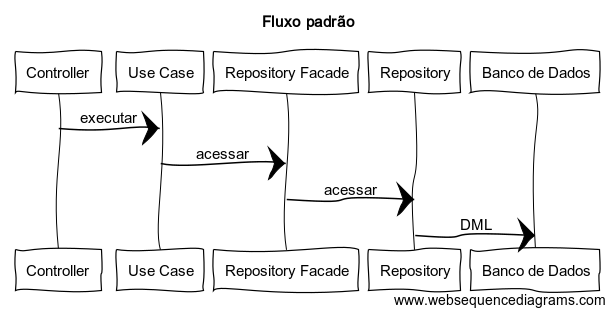 Fluxo padrão
Controller Use Case Repository Facade Repository Banco de Dados
executar
acessar
acessar
DML
Controller Use Case Repository Facade Repository Banco de Dados
www.websequencediagrams.com